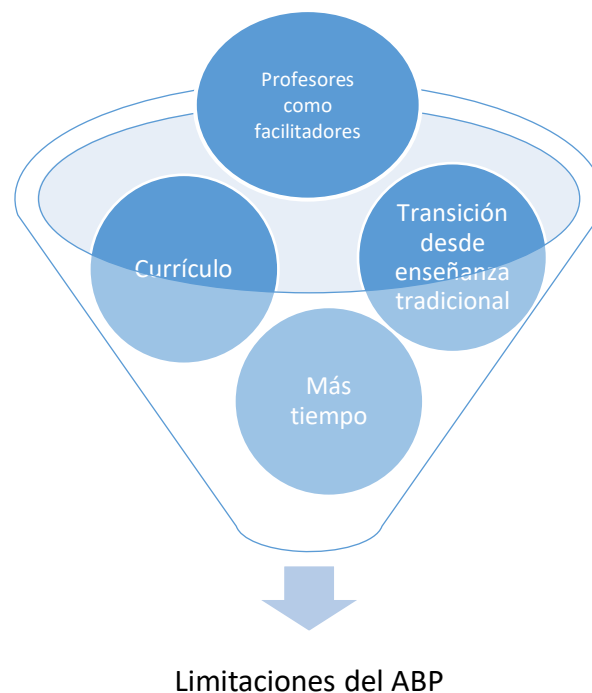 Profesores
como
facilitadores
Currículo
Transición
desde
enseñanza
tradicional
Más
tiempo
Limitaciones del ABP